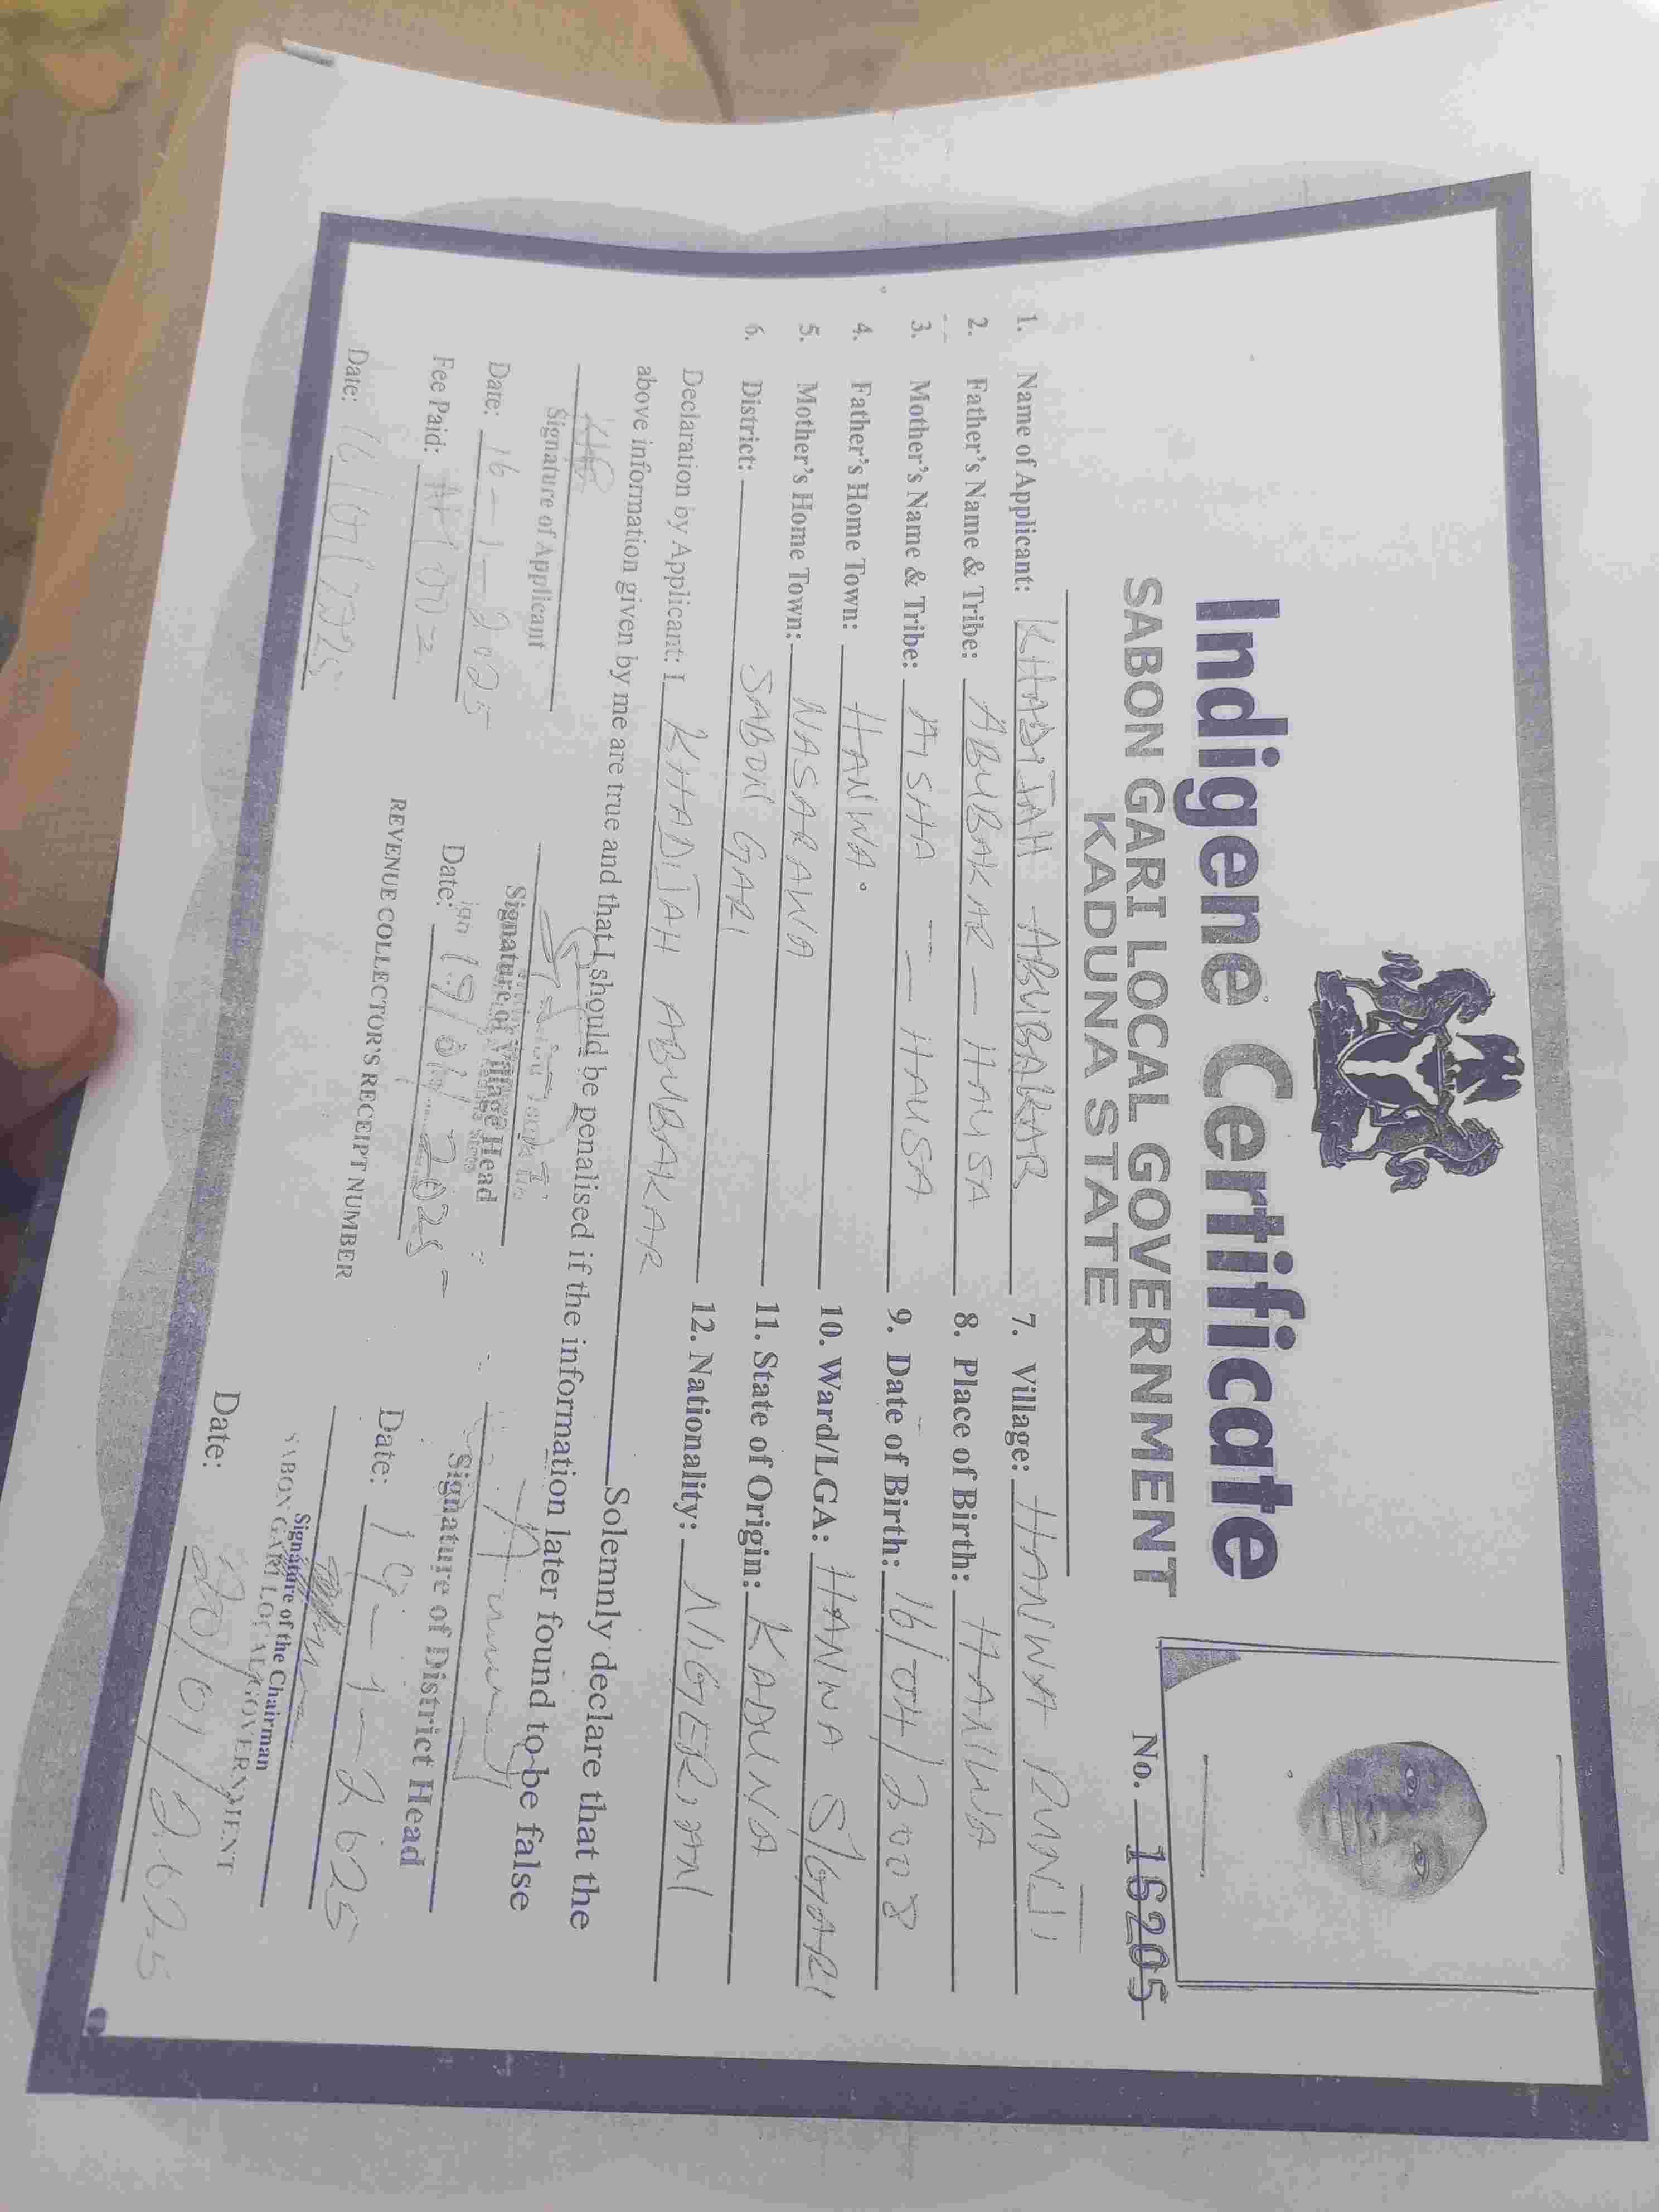 Indigene Certificate
SABON GARI LOCAL GOVERNMENT
KADUNA STATE
No. 16205
1. Name of Applicant: KHADIJAH ABUBAKAR
2. Father's Name & Tribe: ABUBAKAR — HAUSA
3. Mother's Name & Tribe: AISHA — — HAUSA
4. Father's Home Town: HANWA.
5. Mother's Home Town: NASARAWA
6. District: SABON GARI
7. Village: HANWA
8. Place of Birth: HANWA
9. Date of Birth: 16/04/2008
10. Ward/LGA: HANWA S/GARI
11. State of Origin: KADUNA
12. Nationality: NIGERIAN
Declaration by Applicant: I KHADIJAH ABUBAKAR Solemnly declare that the
above information given by me are true and that I should be penalised if the information later found to be false
Signature of Applicant
Date: 16-1-2025
Fee Paid:
Date:
Signature of Village Head
Date: 19/01/2025
REVENUE COLLECTOR'S RECEIPT NUMBER
Signature of District Head
Date: 19-1-2025
Signature of the Chairman
SABON GARI LOCAL GOVERNMENT
Date: 20/01/2025